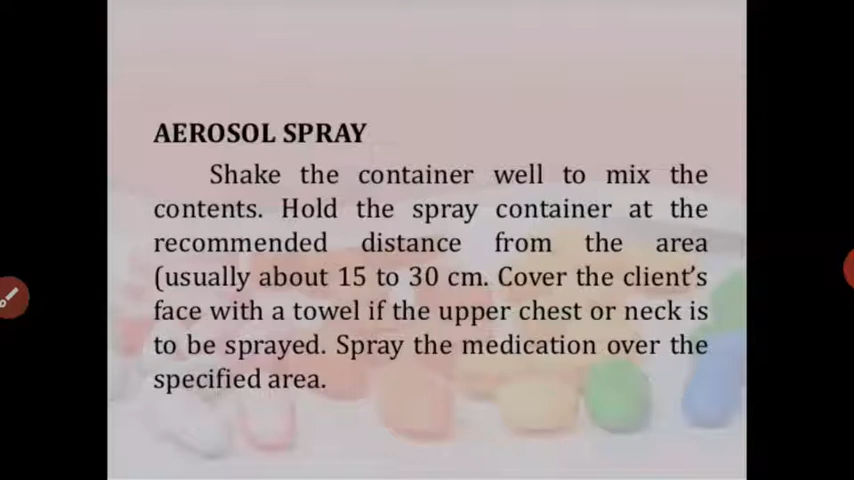 AEROSOL SPRAY
Shake the container well to mix the
contents. Hold the spray container at the
recommended distance from the area
(usually about 15 to 30 cm. Cover the client's
face with a towel if the upper chest or neck is
to be sprayed. Spray the medication over the
specified area.